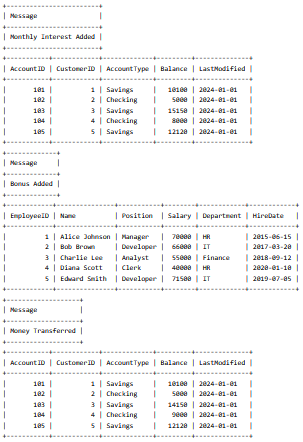 +------------------------+
| Message                |
+------------------------+
| Monthly Interest Added |
+------------------------+
+-----------+------------+-------------+---------+--------------+
| AccountID | CustomerID | AccountType | Balance | LastModified |
+-----------+------------+-------------+---------+--------------+
|       101 |          1 | Savings     |   10100 | 2024-01-01   |
|       102 |          2 | Checking    |    5000 | 2024-01-01   |
|       103 |          3 | Savings     |   15150 | 2024-01-01   |
|       104 |          4 | Checking    |    8000 | 2024-01-01   |
|       105 |          5 | Savings     |   12120 | 2024-01-01   |
+-----------+------------+-------------+---------+--------------+
+-------------+
| Message     |
+-------------+
| Bonus Added |
+-------------+
+------------+---------------+-----------+--------+------------+------------+
| EmployeeID | Name          | Position  | Salary | Department | HireDate   |
+------------+---------------+-----------+--------+------------+------------+
|          1 | Alice Johnson | Manager   |  70000 | HR         | 2015-06-15 |
|          2 | Bob Brown     | Developer |  66000 | IT         | 2017-03-20 |
|          3 | Charlie Lee   | Analyst   |  55000 | Finance    | 2018-09-12 |
|          4 | Diana Scott   | Clerk     |  40000 | HR         | 2020-01-10 |
|          5 | Edward Smith  | Developer |  71500 | IT         | 2019-07-05 |
+------------+---------------+-----------+--------+------------+------------+
+-------------------+
| Message           |
+-------------------+
| Money Transferred |
+-------------------+
+-----------+------------+-------------+---------+--------------+
| AccountID | CustomerID | AccountType | Balance | LastModified |
+-----------+------------+-------------+---------+--------------+
|       101 |          1 | Savings     |   10100 | 2024-01-01   |
|       102 |          2 | Checking    |    5000 | 2024-01-01   |
|       103 |          3 | Savings     |   14150 | 2024-01-01   |
|       104 |          4 | Checking    |    9000 | 2024-01-01   |
|       105 |          5 | Savings     |   12120 | 2024-01-01   |
+-----------+------------+-------------+---------+--------------+